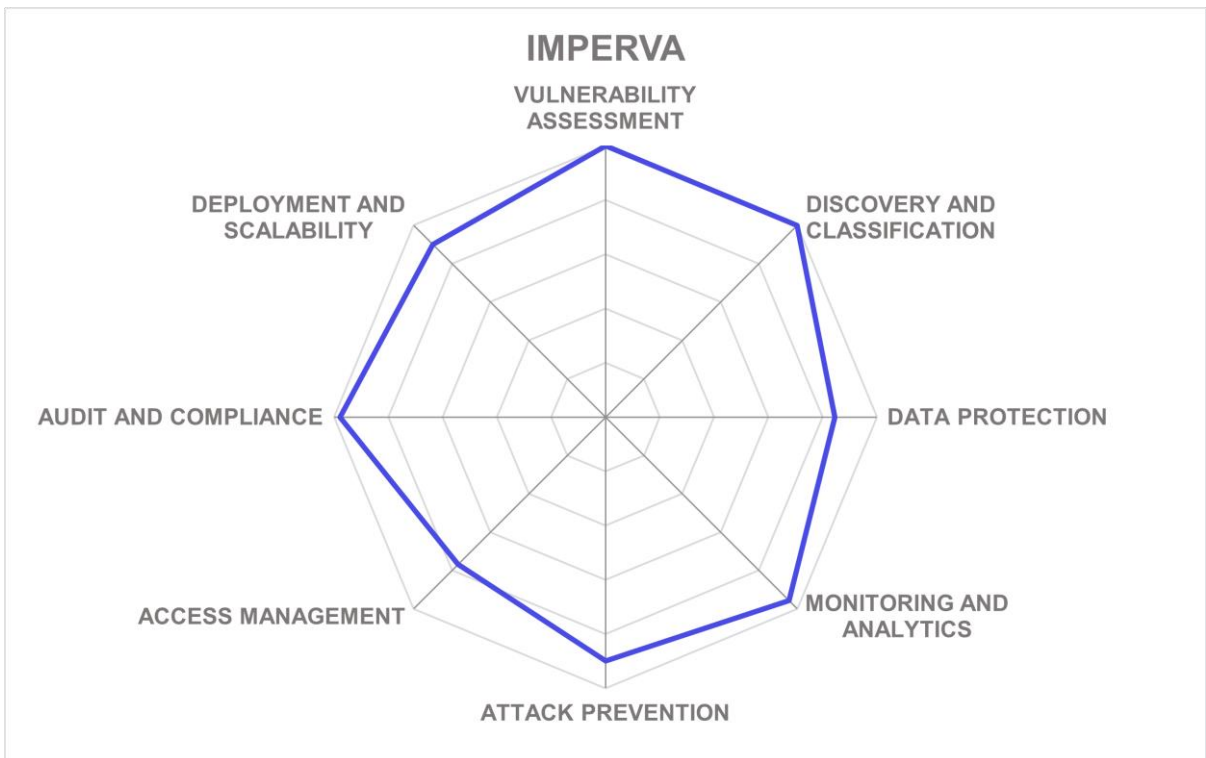 IMPERVA
VULNERABILITY
ASSESSMENT
DISCOVERY AND
CLASSIFICATION
DATA PROTECTION
MONITORING AND
ANALYTICS
ATTACK PREVENTION
ACCESS MANAGEMENT
AUDIT AND COMPLIANCE
DEPLOYMENT AND
SCALABILITY